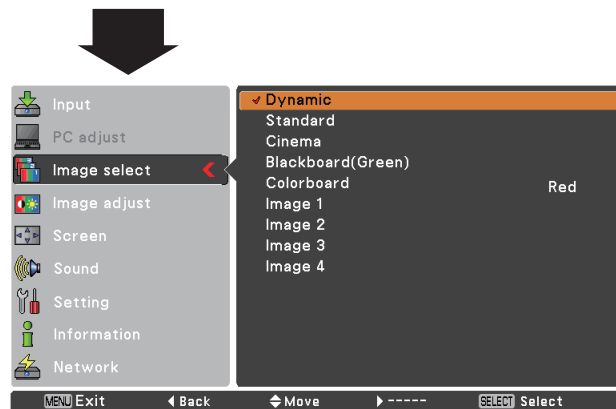 Input
PC adjust
Image select
Image adjust
Screen
Sound
Setting
Information
Network
Dynamic
Standard
Cinema
Blackboard(Green)
Colorboard Red
Image 1
Image 2
Image 3
Image 4
MENU Exit Back Move ----- SELECT Select